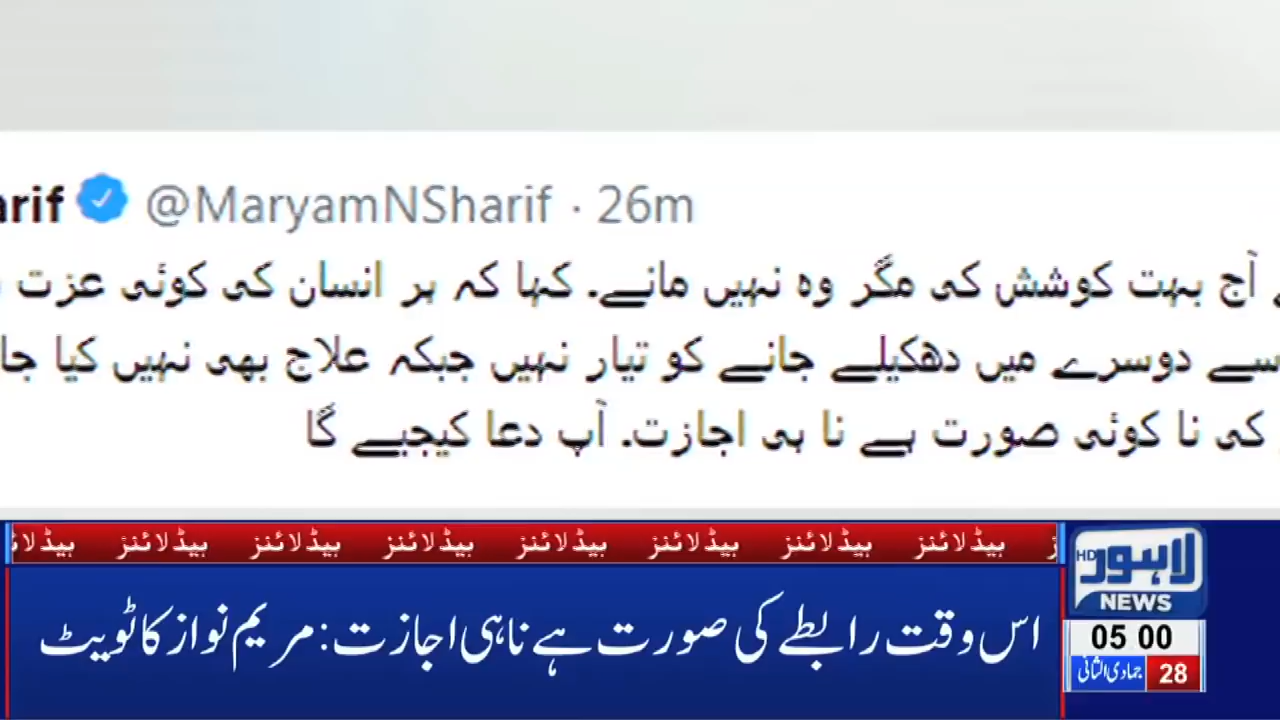 arif @MaryamNSharif · 26m
آج بہت کوشش کی مگر وہ نہیں مانے۔ کہا کہ ہر انسان کی کوئی عزت
سے دوسرے میں دھکیلے جانے کو تیار نہیں جبکہ علاج بھی نہیں کیا جا
کی نا کوئی صورت ہے نا ہی اجازت۔ آپ دعا کیجیے گا
ہیڈلائنز ہیڈلائنز ہیڈلائنز ہیڈلائنز ہیڈلائنز ہیڈلائنز ہیڈلائنز ہیڈلا
اس وقت رابطے کی صورت ہے نا ہی اجازت: مریم نواز کا ٹویٹ
لاہور HD
NEWS
05 00
28 جمادی الثانی